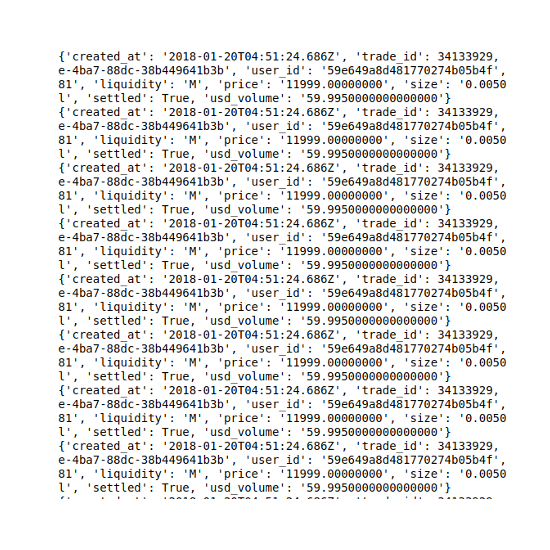 {'created_at': '2018-01-20T04:51:24.686Z', 'trade_id': 34133929,
e-4ba7-88dc-38b449641b3b', 'user_id': '59e649a8d481770274b05b4f',
81', 'liquidity': 'M', 'price': '11999.00000000', 'size': '0.0050
l', 'settled': True, 'usd_volume': '59.9950000000000000'}
{'created_at': '2018-01-20T04:51:24.686Z', 'trade_id': 34133929,
e-4ba7-88dc-38b449641b3b', 'user_id': '59e649a8d481770274b05b4f',
81', 'liquidity': 'M', 'price': '11999.00000000', 'size': '0.0050
l', 'settled': True, 'usd_volume': '59.9950000000000000'}
{'created_at': '2018-01-20T04:51:24.686Z', 'trade_id': 34133929,
e-4ba7-88dc-38b449641b3b', 'user_id': '59e649a8d481770274b05b4f',
81', 'liquidity': 'M', 'price': '11999.00000000', 'size': '0.0050
l', 'settled': True, 'usd_volume': '59.9950000000000000'}
{'created_at': '2018-01-20T04:51:24.686Z', 'trade_id': 34133929,
e-4ba7-88dc-38b449641b3b', 'user_id': '59e649a8d481770274b05b4f',
81', 'liquidity': 'M', 'price': '11999.00000000', 'size': '0.0050
l', 'settled': True, 'usd_volume': '59.9950000000000000'}
{'created_at': '2018-01-20T04:51:24.686Z', 'trade_id': 34133929,
e-4ba7-88dc-38b449641b3b', 'user_id': '59e649a8d481770274b05b4f',
81', 'liquidity': 'M', 'price': '11999.00000000', 'size': '0.0050
l', 'settled': True, 'usd_volume': '59.9950000000000000'}
{'created_at': '2018-01-20T04:51:24.686Z', 'trade_id': 34133929,
e-4ba7-88dc-38b449641b3b', 'user_id': '59e649a8d481770274b05b4f',
81', 'liquidity': 'M', 'price': '11999.00000000', 'size': '0.0050
l', 'settled': True, 'usd_volume': '59.9950000000000000'}
{'created_at': '2018-01-20T04:51:24.686Z', 'trade_id': 34133929,
e-4ba7-88dc-38b449641b3b', 'user_id': '59e649a8d481770274b05b4f',
81', 'liquidity': 'M', 'price': '11999.00000000', 'size': '0.0050
l', 'settled': True, 'usd_volume': '59.9950000000000000'}
{'created_at': '2018-01-20T04:51:24.686Z', 'trade_id': 34133929,
e-4ba7-88dc-38b449641b3b', 'user_id': '59e649a8d481770274b05b4f',
81', 'liquidity': 'M', 'price': '11999.00000000', 'size': '0.0050
l', 'settled': True, 'usd_volume': '59.9950000000000000'}